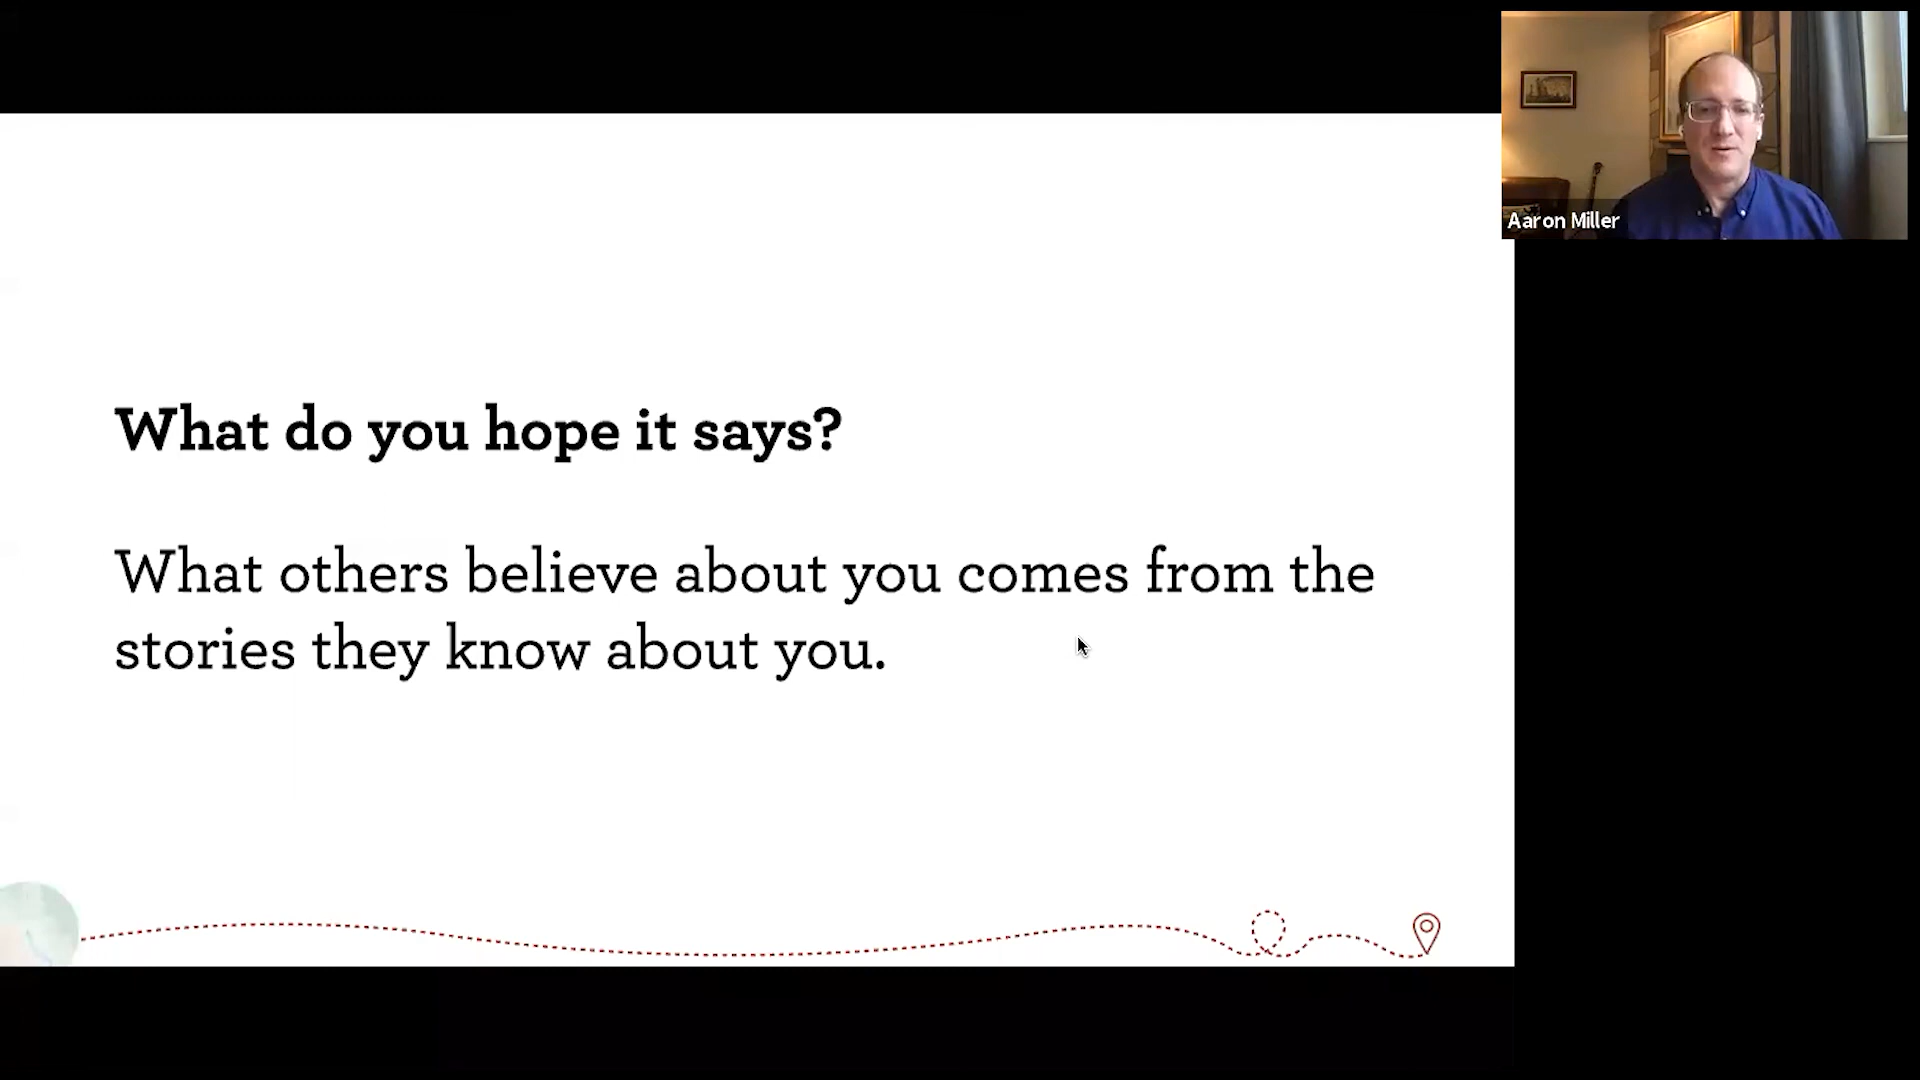 Aaron Miller
What do you hope it says?
What others believe about you comes from the
stories they know about you.